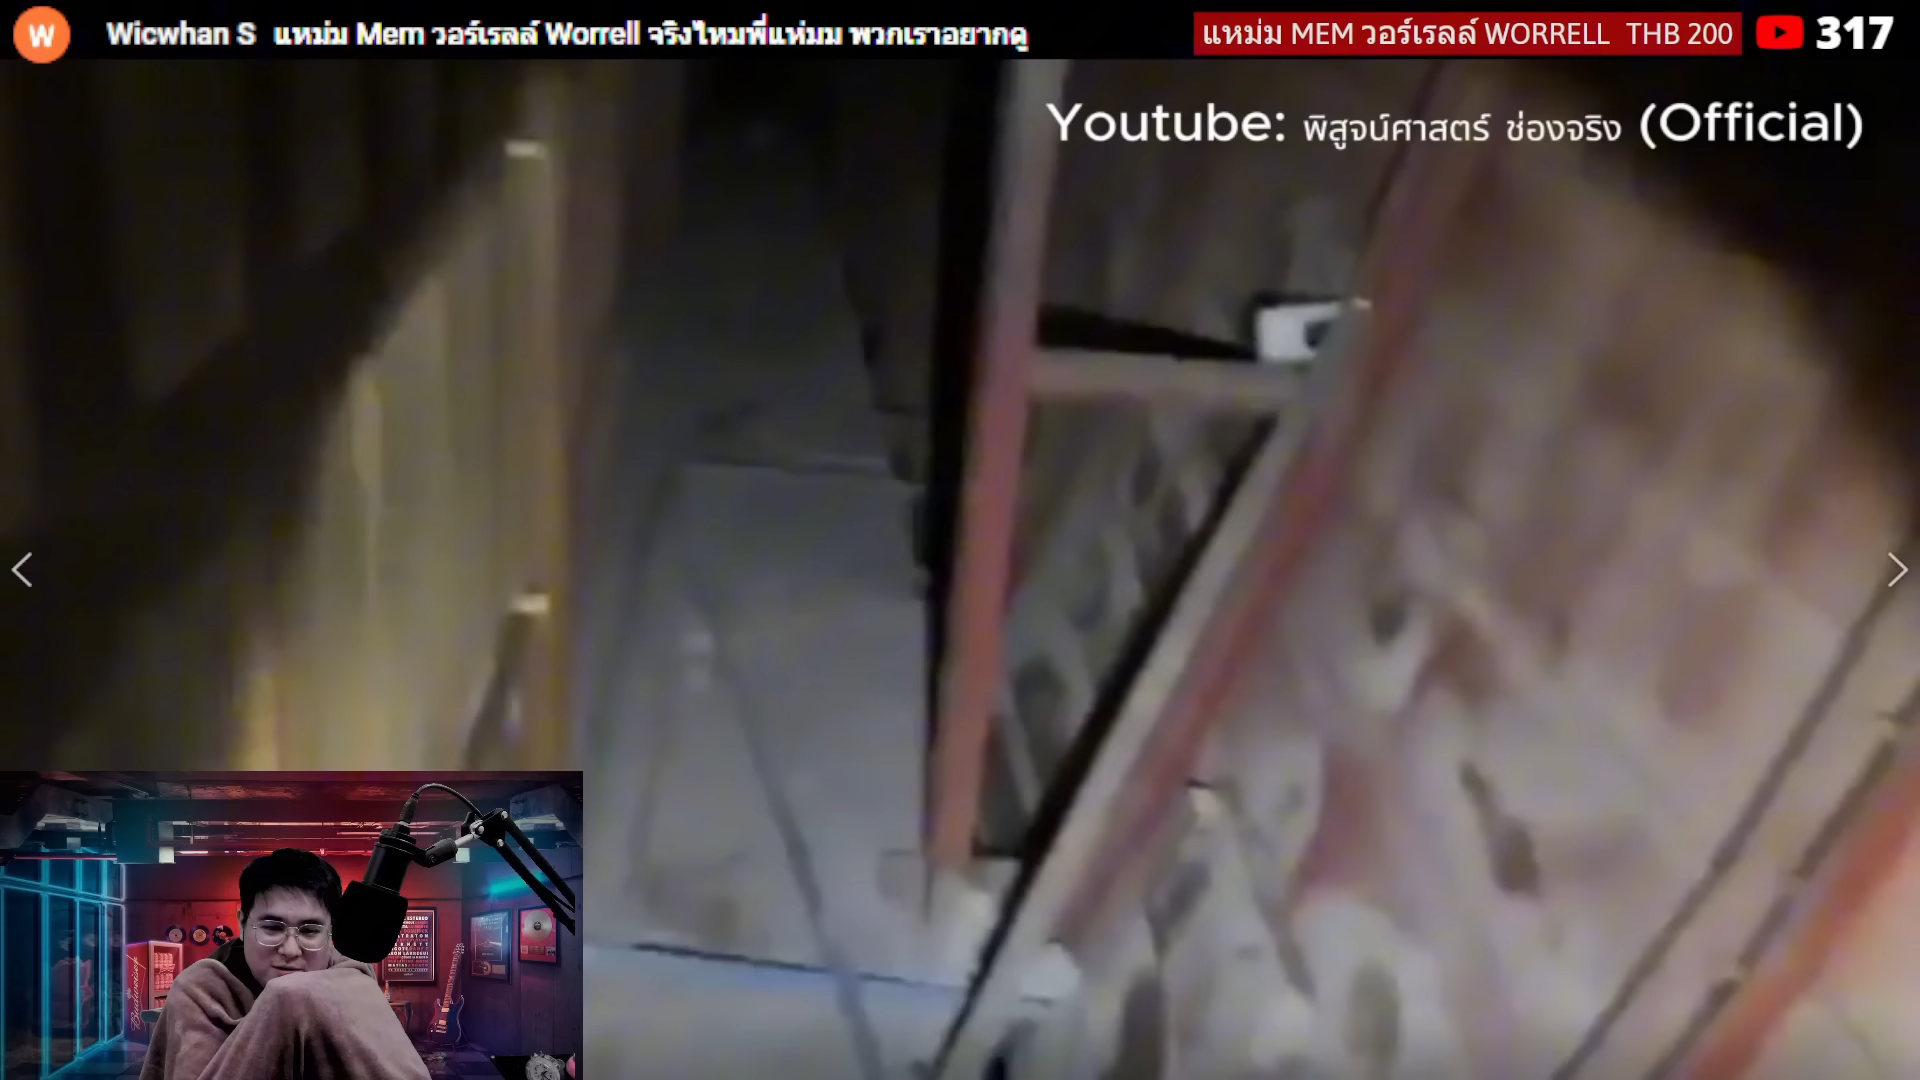 W Wicwhan S แหม่ม Mem วอร์เรลล์ Worrell จริงไหมพี่แห่มม พวกเราอยากดู
แหม่ม MEM วอร์เรลล์ WORRELL THB 200 317
Youtube: พิสูจน์ศาสตร์ ช่องจริง (Official)
Budweiser